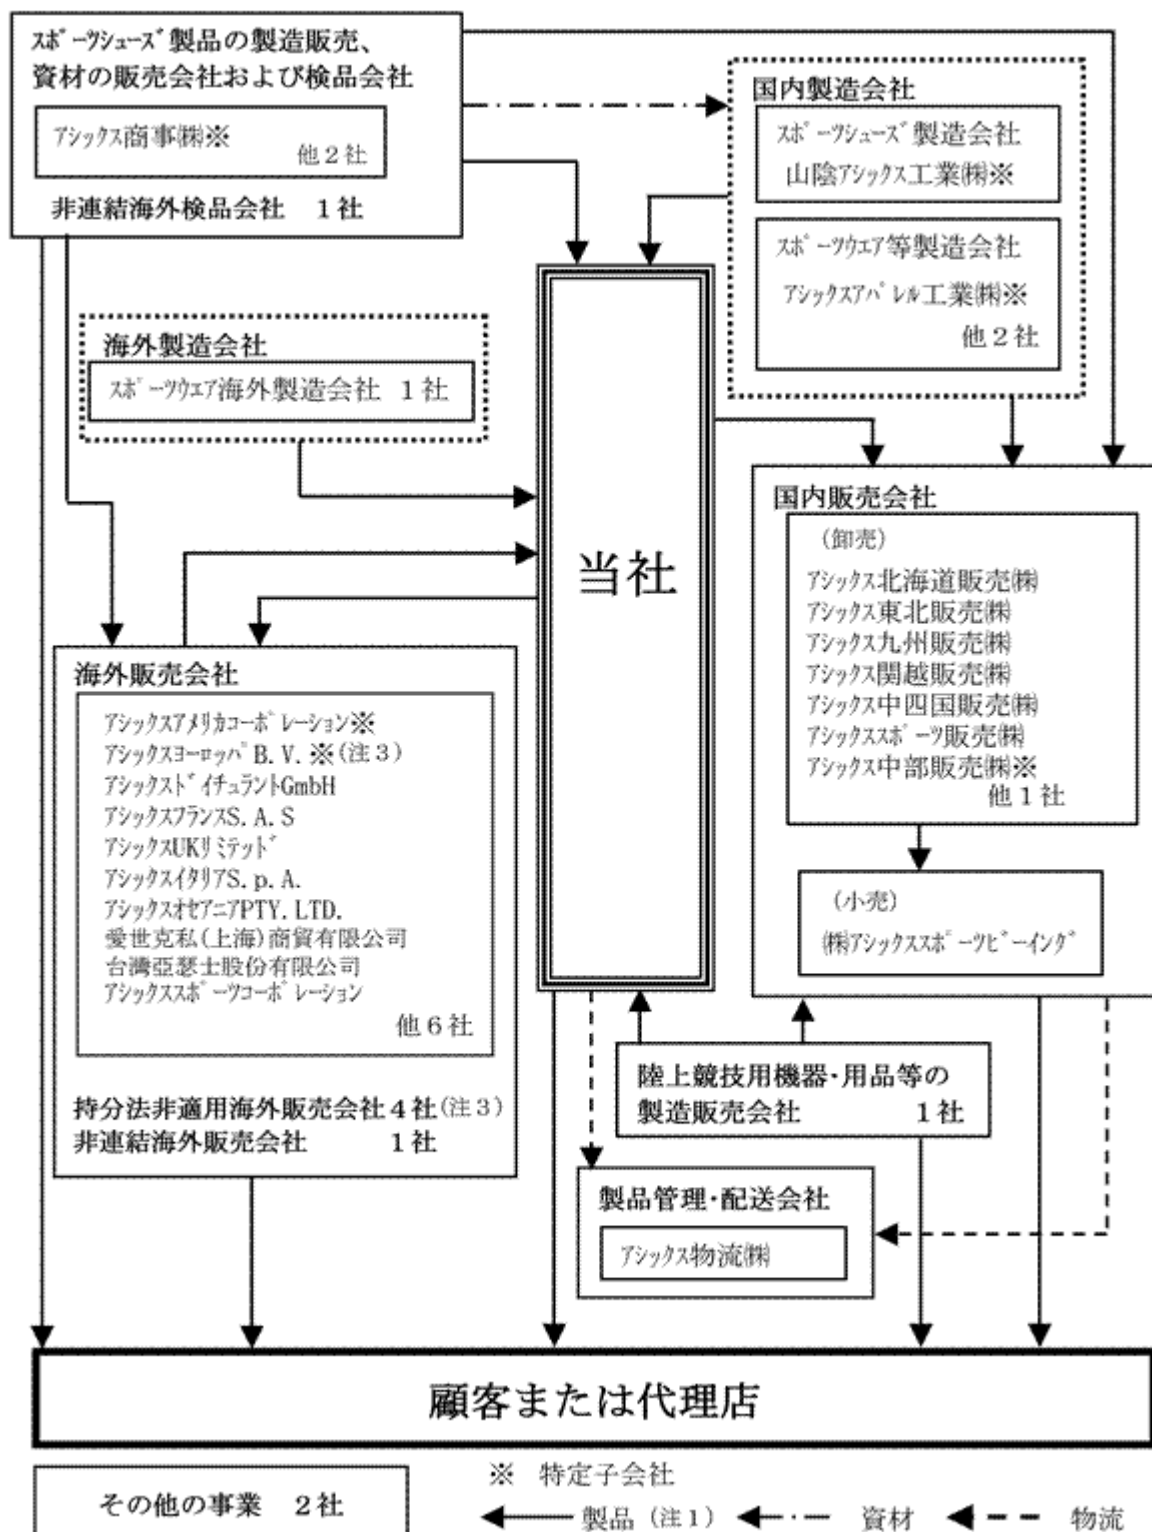 スポーツシューズ製品の製造販売、
資材の販売会社および検品会社
アシックス商事㈱※
他2社
非連結海外検品会社 1社
国内製造会社
スポーツシューズ製造会社
山陰アシックス工業㈱※
スポーツウエア等製造会社
アシックスアパレル工業㈱※
他2社
海外製造会社
スポーツウエア海外製造会社 1社
当社
国内販売会社
(卸売)
アシックス北海道販売㈱
アシックス東北販売㈱
アシックス九州販売㈱
アシックス関越販売㈱
アシックス中四国販売㈱
アシックススポーツ販売㈱
アシックス中部販売㈱※
他1社
(小売)
㈱アシックススポーツビーイング
海外販売会社
アシックスアメリカコーポレーション※
アシックスヨーロッパB.V.※(注3)
アシックスドイチュラントGmbH
アシックスフランスS.A.S
アシックスUKリミテッド
アシックスイタリアS.p.A.
アシックスオセアニアPTY.LTD.
愛世克私(上海)商貿有限公司
台灣亞瑟士股份有限公司
アシックススポーツコーポレーション
他6社
持分法非適用海外販売会社4社(注3)
非連結海外販売会社 1社
陸上競技用機器・用品等の
製造販売会社 1社
製品管理・配送会社
アシックス物流㈱
顧客または代理店
その他の事業 2社
※ 特定子会社
製品(注1) 資材 物流